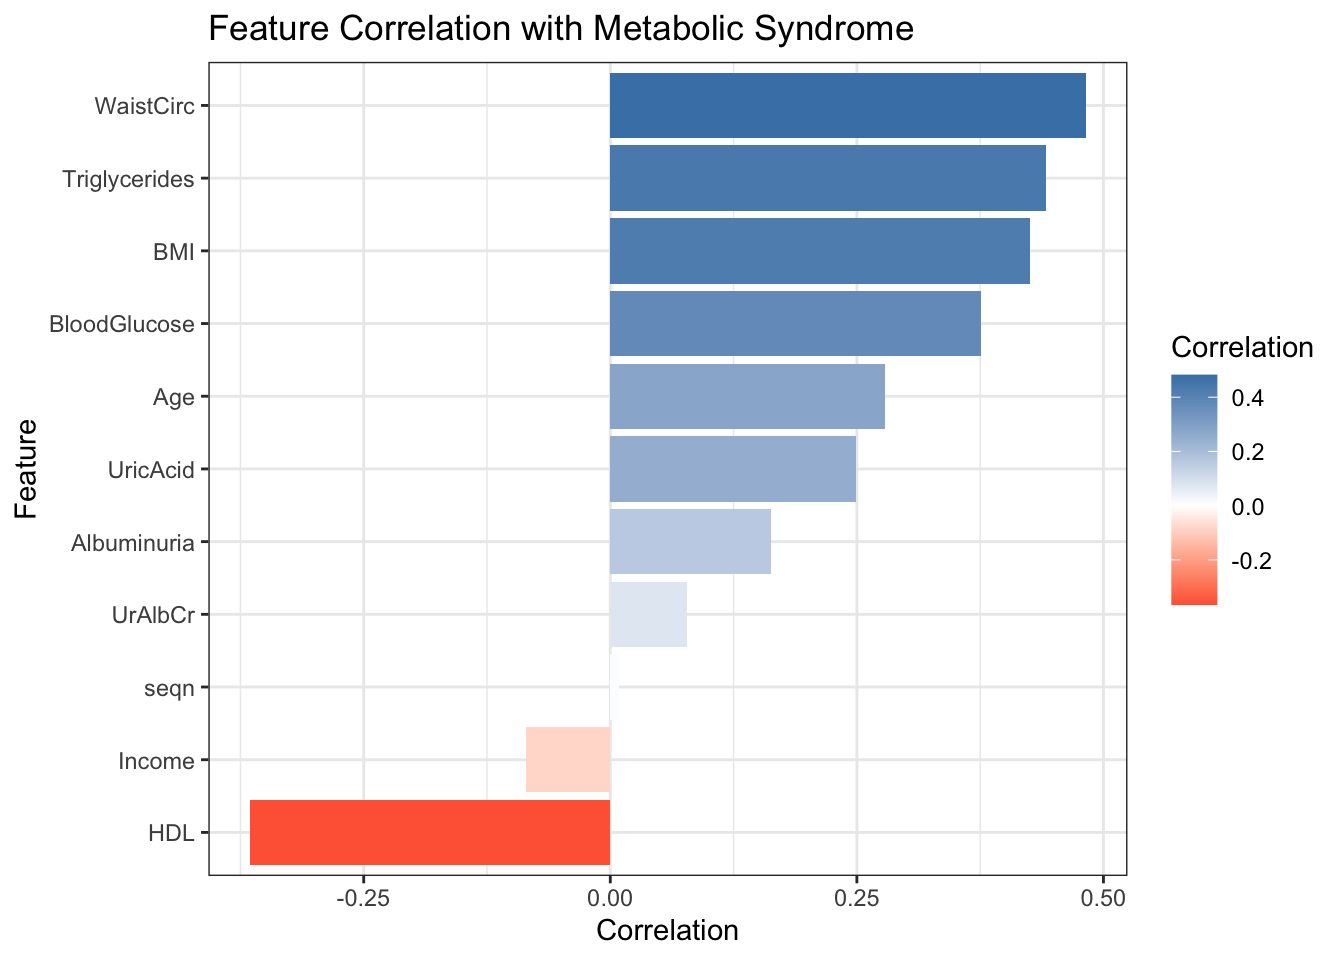 Feature Correlation with Metabolic Syndrome
WaistCirc
Triglycerides
BMI
BloodGlucose
Age
UricAcid
Albuminuria
UrAlbCr
seqn
Income
HDL
Feature
-0.25
0.00
0.25
0.50
Correlation
Correlation
0.4
0.2
0.0
-0.2